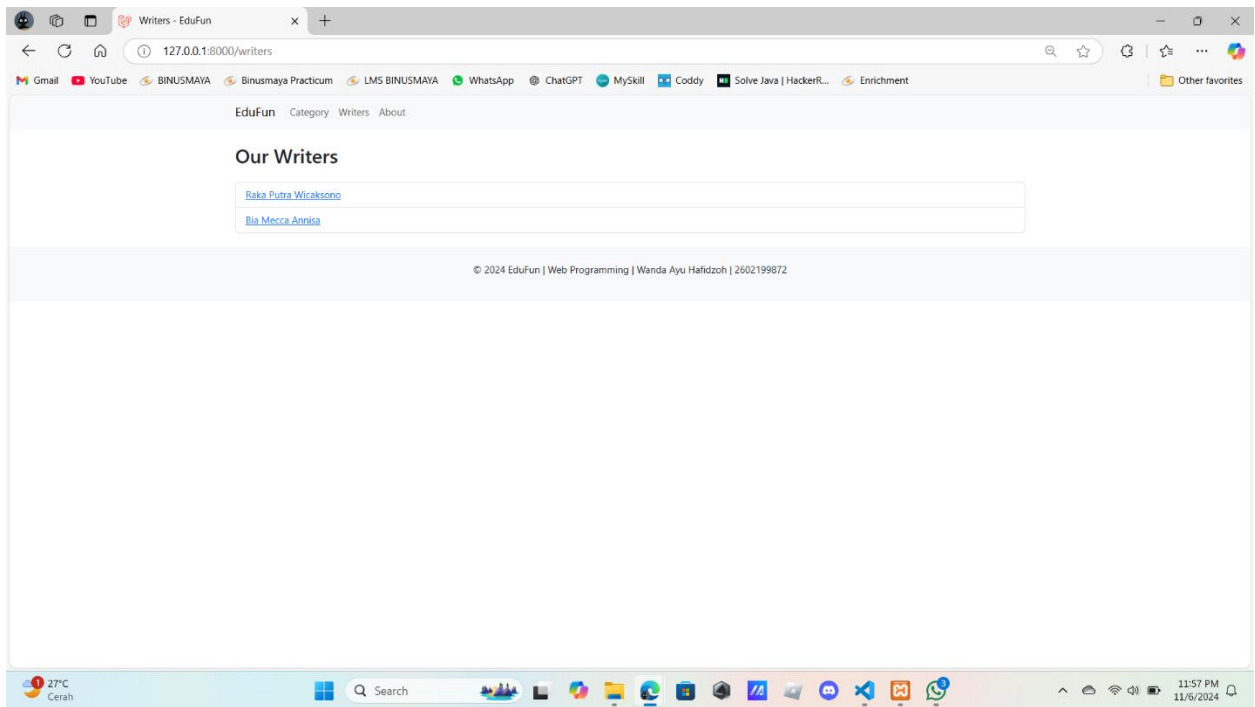 Writers - EduFun
127.0.0.1:8000/writers
Gmail YouTube BINUSMAYA Binusmaya Practicum LMS BINUSMAYA WhatsApp ChatGPT MySkill Coddy Solve Java | HackerR... Enrichment Other favorites
EduFun Category Writers About
Our Writers
Raka Putra Wicaksono
Bia Mecca Annisa
© 2024 EduFun | Web Programming | Wanda Ayu Hafidzoh | 2602199872
1 27°C Search 3 11:57 PM
Cerah 11/6/2024